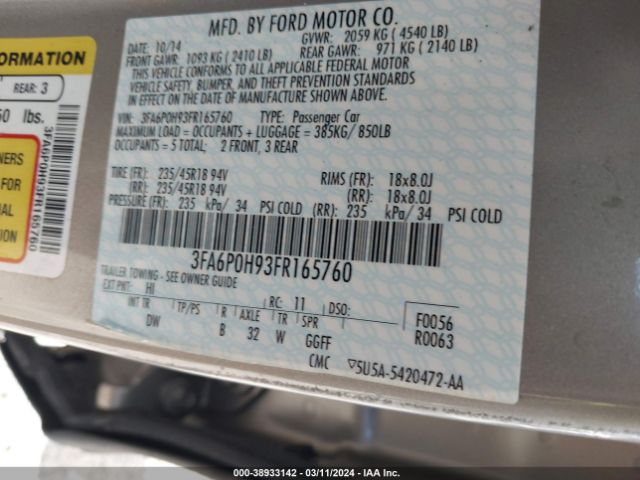 MFD. BY FORD MOTOR CO.
10/14
GVWR: 2059 KG ( 4540 LB)
FRONT GAWR: 1093 KG ( 2410 LB)
REAR GAWR: 971 KG ( 2140 LB)
THIS VEHICLE CONFORMS TO ALL APPLICABLE FEDERAL MOTOR
VEHICLE SAFETY, BUMPER, AND THEFT PREVENTION STANDARDS
IN EFFECT ON THE DATE OF MANUFACTURE SHOWN ABOVE.
VIN: 3FA6P0H93FR165760
TYPE: Passenger Car
MAXIMUM LOAD = OCCUPANTS + LUGGAGE = 385KG/ 850LB
OCCUPANTS = 5 TOTAL; 2 FRONT, 3 REAR
TIRE (FR): 235/45R18 94V
RIMS (FR): 18x8.0J
(RR): 235/45R18 94V
(RR): 18x8.0J
PRESSURE (FR): 235 kPa/ 34 PSI COLD
(RR): 235 kPa/ 34 PSI COLD
3FA6P0H93FR165760
TRAILER TOWING - SEE OWNER GUIDE
EXT PNT: HI
RC: 11
DSO:
F0056
R0063
INT TR TP/PS R AXLE TR SPR
DW B 32 W GGFF
CMC
▽5U5A-5420472-AA
FORMATION
REAR: 3
50 lbs.
3FA6P0H93FR165760
NERS
FOR
AL
ION
000-38933142 - 03/11/2024 - IAA Inc.